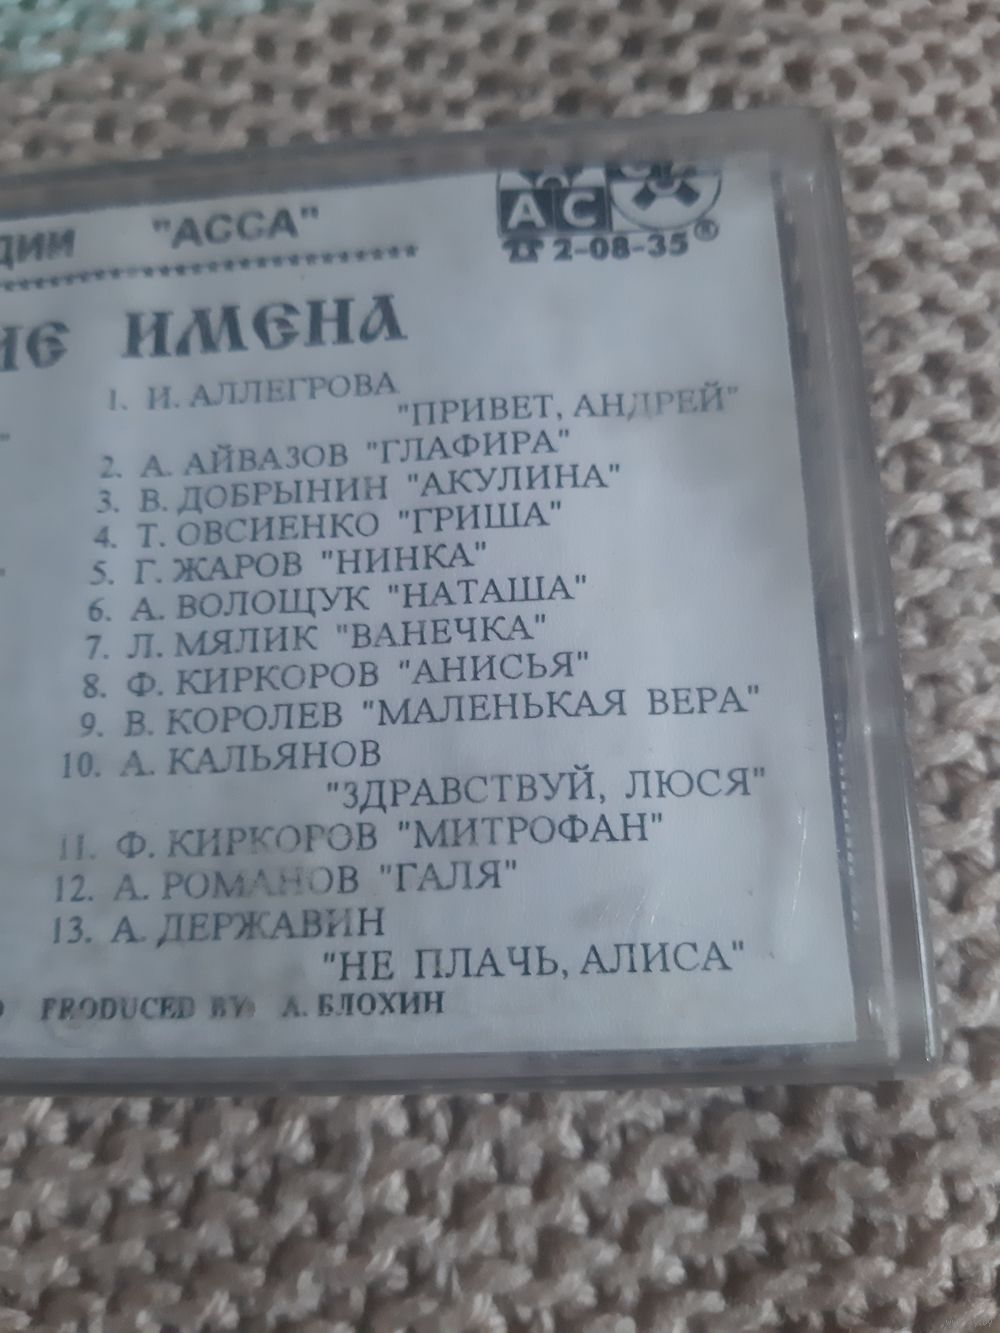 ДИМ "АССА"
АС
☎ 2-08-35®
ИЕ ИМЕНА
1. И. АЛЛЕГРОВА
"ПРИВЕТ, АНДРЕЙ"
2. А. АЙВАЗОВ "ГЛАФИРА"
3. В. ДОБРЫНИН "АКУЛИНА"
4. Т. ОВСИЕНКО "ГРИША"
5. Г. ЖАРОВ "НИНКА"
6. А. ВОЛОЩУК "НАТАША"
7. Л. МЯЛИК "ВАНЕЧКА"
8. Ф. КИРКОРОВ "АНИСЬЯ"
9. В. КОРОЛЕВ "МАЛЕНЬКАЯ ВЕРА"
10. А. КАЛЬЯНОВ
"ЗДРАВСТВУЙ, ЛЮСЯ"
11. Ф. КИРКОРОВ "МИТРОФАН"
12. А. РОМАНОВ "ГАЛЯ"
13. А. ДЕРЖАВИН
"НЕ ПЛАЧЬ, АЛИСА"
PRODUCED BY: А. БЛОХИН